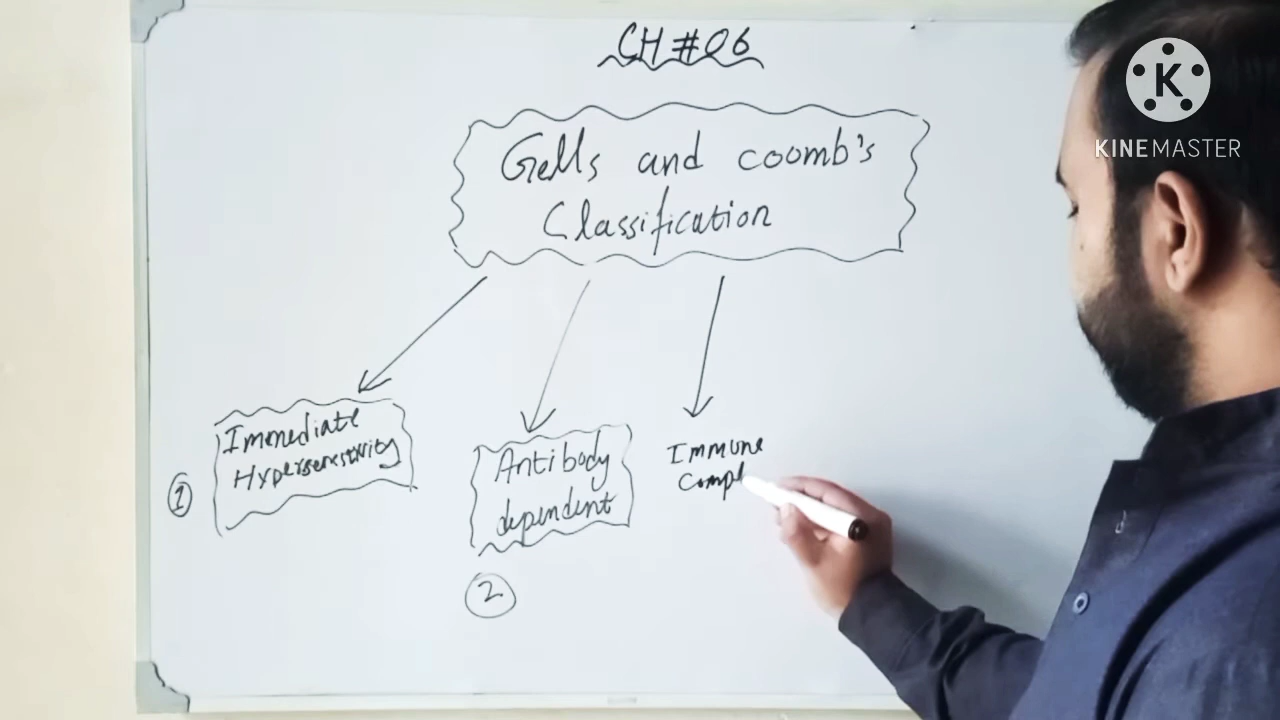 CH #06
Gells and coomb's
Classification
Immediate
Hypersensitivity
1
Antibody
dependent
2
Immune
Compl
K
KINEMASTER